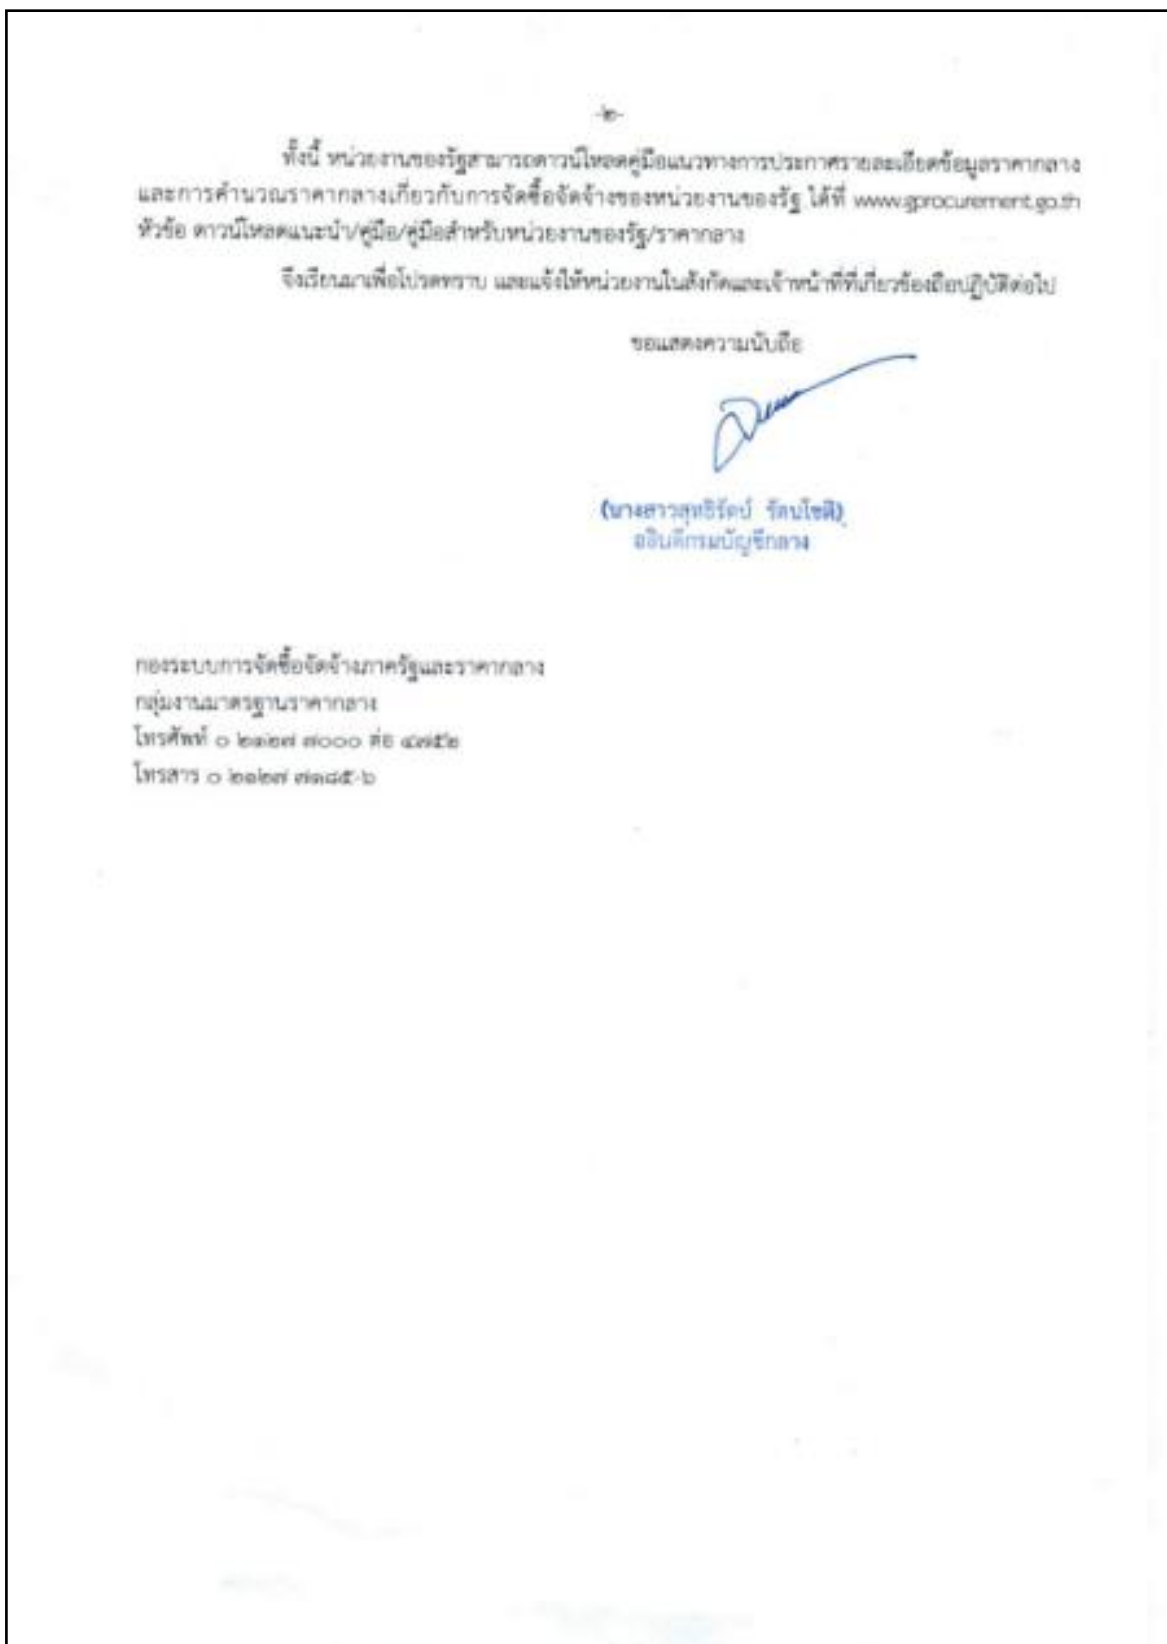 -๒-
ทั้งนี้ หน่วยงานของรัฐสามารถดาวน์โหลดคู่มือแนวทางการประกาศรายละเอียดข้อมูลราคากลาง
และการคำนวณราคากลางเกี่ยวกับการจัดซื้อจัดจ้างของหน่วยงานของรัฐ ได้ที่ www.gprocurement.go.th
หัวข้อ ดาวน์โหลดแนะนำ/คู่มือ/คู่มือสำหรับหน่วยงานของรัฐ/ราคากลาง
จึงเรียนมาเพื่อโปรดทราบ และแจ้งให้หน่วยงานในสังกัดและเจ้าหน้าที่ที่เกี่ยวข้องถือปฏิบัติต่อไป
ขอแสดงความนับถือ
(นางสาวสุทธิรัตน์ รัตนโชติ)
อธิบดีกรมบัญชีกลาง
กองระบบการจัดซื้อจัดจ้างภาครัฐและราคากลาง
กลุ่มงานมาตรฐานราคากลาง
โทรศัพท์ ๐ ๒๑๒๗ ๗๐๐๐ ต่อ ๔๗๕๒
โทรสาร ๐ ๒๑๒๗ ๗๑๘๕-๖